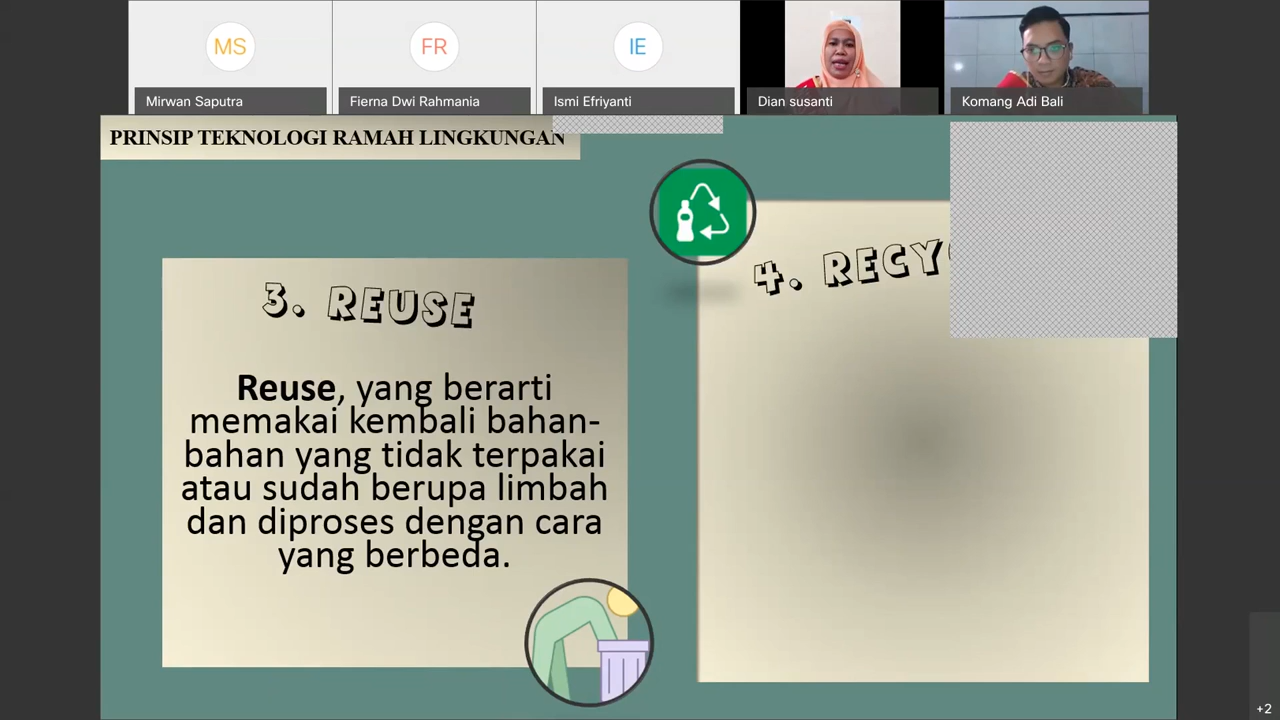 MS
FR
IE
Mirwan Saputra
Fierna Dwi Rahmania
Ismi Efriyanti
Dian susanti
Komang Adi Bali
PRINSIP TEKNOLOGI RAMAH LINGKUNGAN
3. REUSE
Reuse, yang berarti
memakai kembali bahan-
bahan yang tidak terpakai
atau sudah berupa limbah
dan diproses dengan cara
yang berbeda.
4. RECY
+2